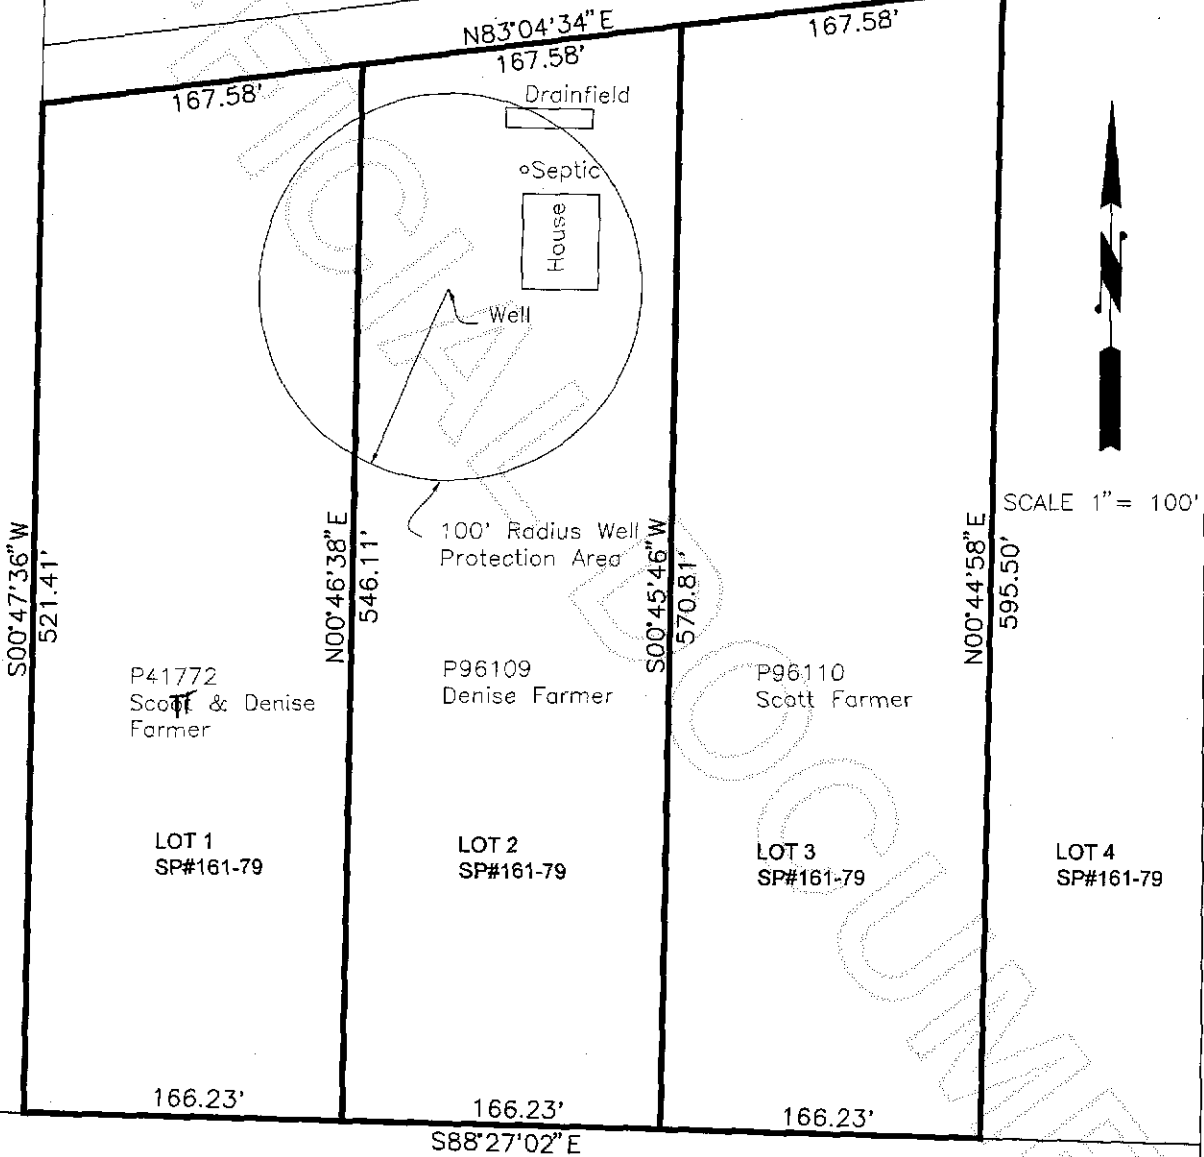 N83°04'34"E
167.58'
167.58'
167.58'
Drainfield
Septic
House
Well
N
SCALE 1"= 100'
100' Radius Well
Protection Area
S00°47'36"W
521.41'
N00°46'38"E
546.11'
S00°45'46"W
570.81'
N00°44'58"E
595.50'
P41772
Scott & Denise
Farmer
P96109
Denise Farmer
P96110
Scott Farmer
LOT 1
SP#161-79
LOT 2
SP#161-79
LOT 3
SP#161-79
LOT 4
SP#161-79
166.23'
166.23'
166.23'
S88°27'02"E
FICIAL DOCUME